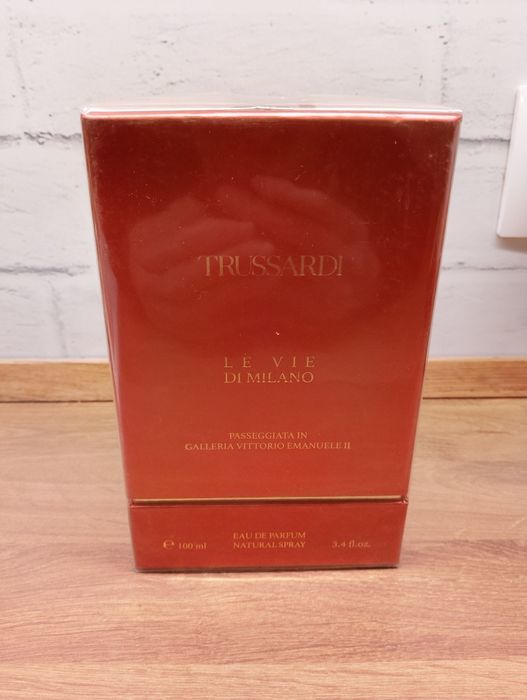 TRUSSARDI
LE VIE
DI MILANO
PASSEGGIATA IN
GALLERIA VITTORIO EMANUELE II
EAU DE PARFUM
℮ 100 ml NATURAL SPRAY 3.4 fl.oz.